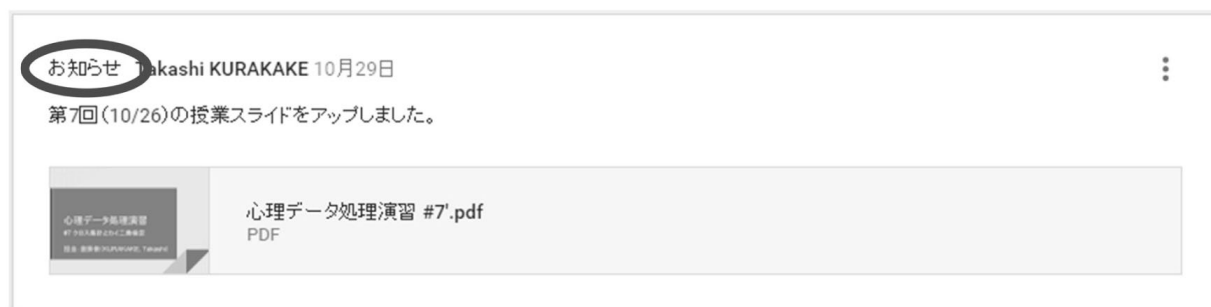 お知らせ Takashi KURAKAKE 10月29日
第7回(10/26)の授業スライドをアップしました。
心理データ処理演習
心理データ処理演習 #7'.pdf
PDF